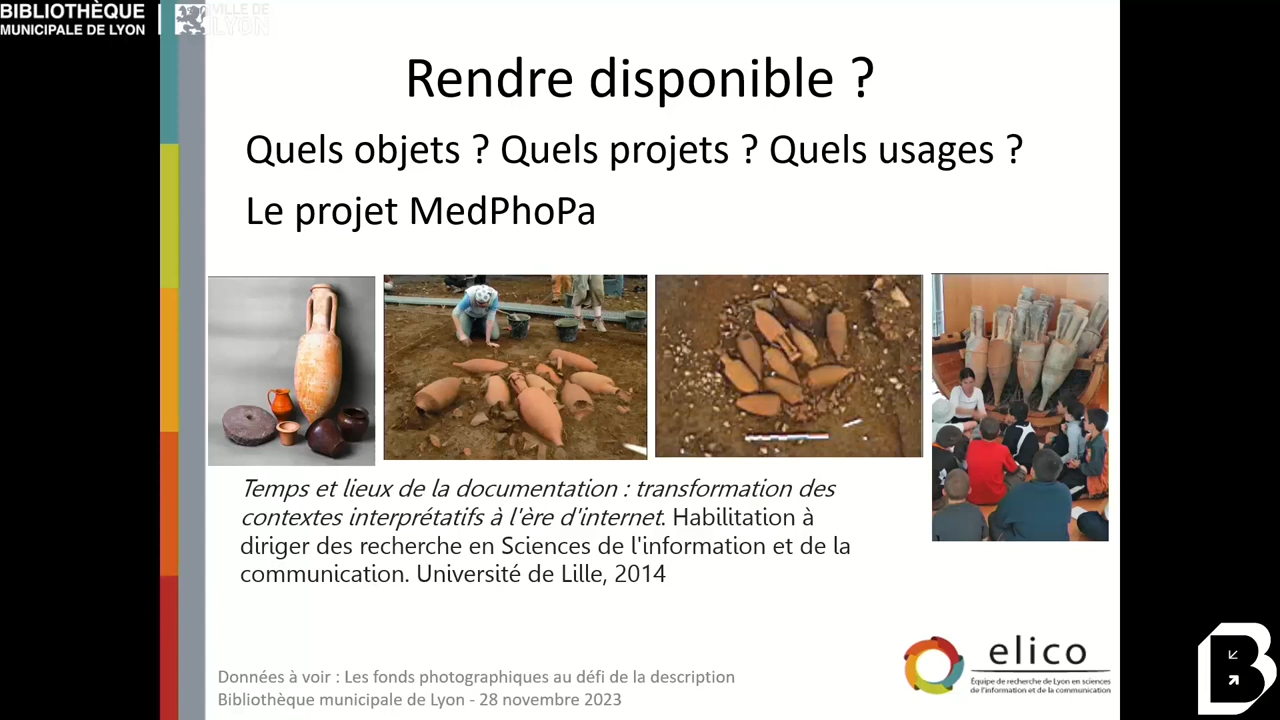 BIBLIOTHÈQUE
MUNICIPALE DE LYON
VILLE DE
LYON
Rendre disponible ?
Quels objets ? Quels projets ? Quels usages ?
Le projet MedPhoPa
Temps et lieux de la documentation : transformation des
contextes interprétatifs à l'ère d'internet. Habilitation à
diriger des recherche en Sciences de l'information et de la
communication. Université de Lille, 2014
elico
Équipe de recherche de Lyon en sciences
de l'information et de la communication
Données à voir : Les fonds photographiques au défi de la description
Bibliothèque municipale de Lyon - 28 novembre 2023
B